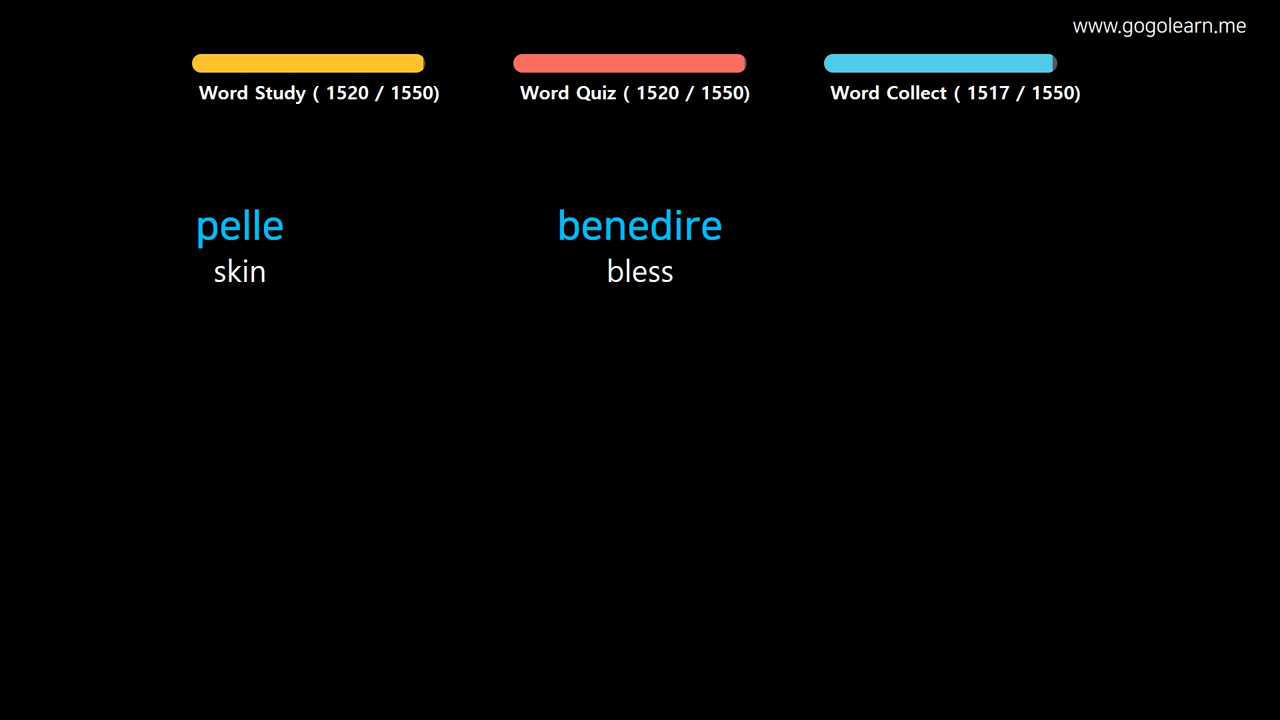 www.gogolearn.me
Word Study ( 1520 / 1550)
Word Quiz ( 1520 / 1550)
Word Collect ( 1517 / 1550)
pelle
skin
benedire
bless